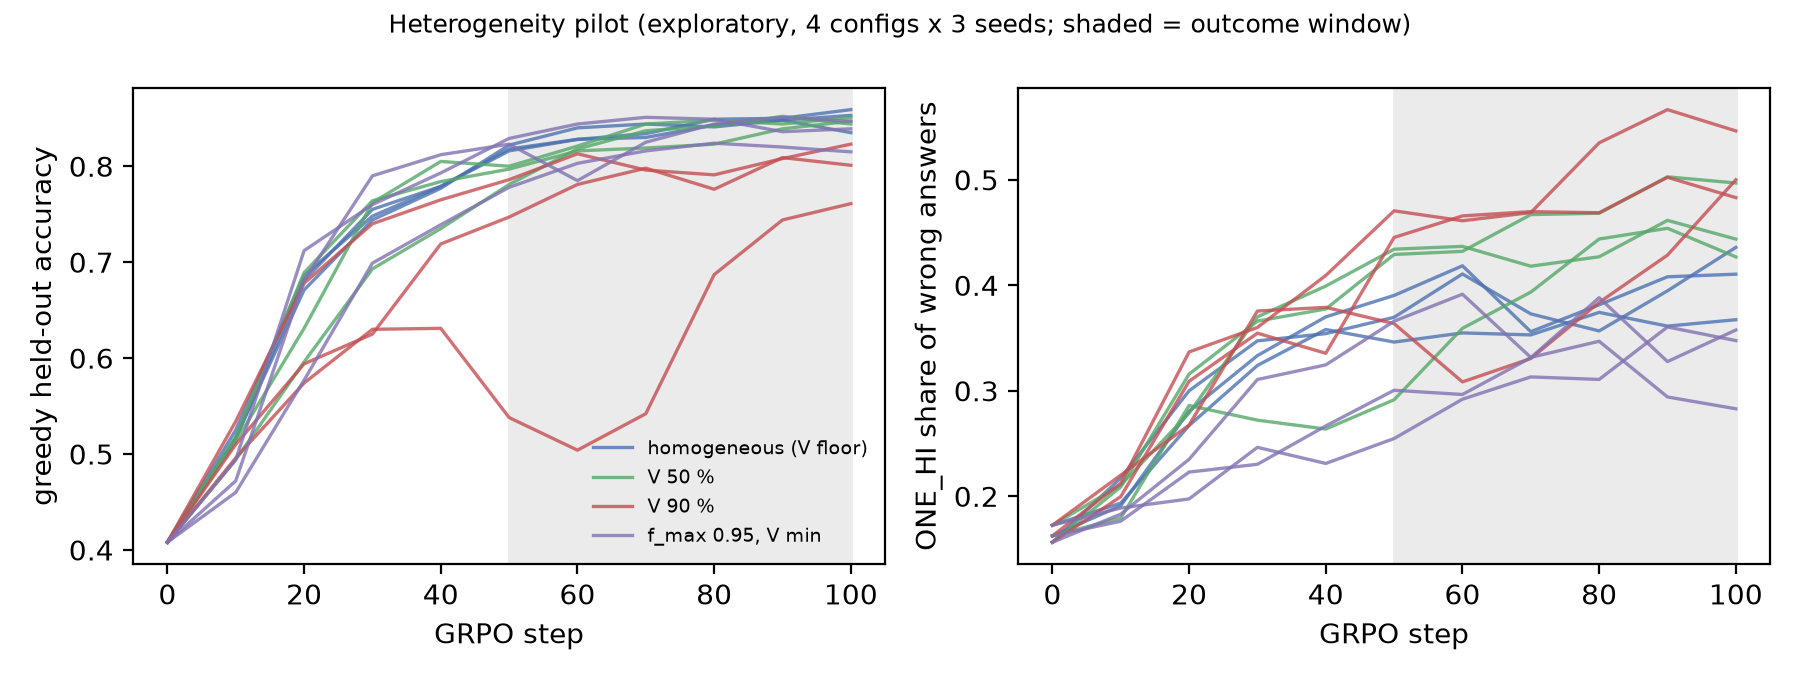 Heterogeneity pilot (exploratory, 4 configs x 3 seeds; shaded = outcome window)
greedy held-out accuracy
0.8
0.7
0.6
0.5
0.4
0 20 40 60 80 100
GRPO step
homogeneous (V floor)
V 50 %
V 90 %
f_max 0.95, V min
ONE_HI share of wrong answers
0.5
0.4
0.3
0.2
0 20 40 60 80 100
GRPO step